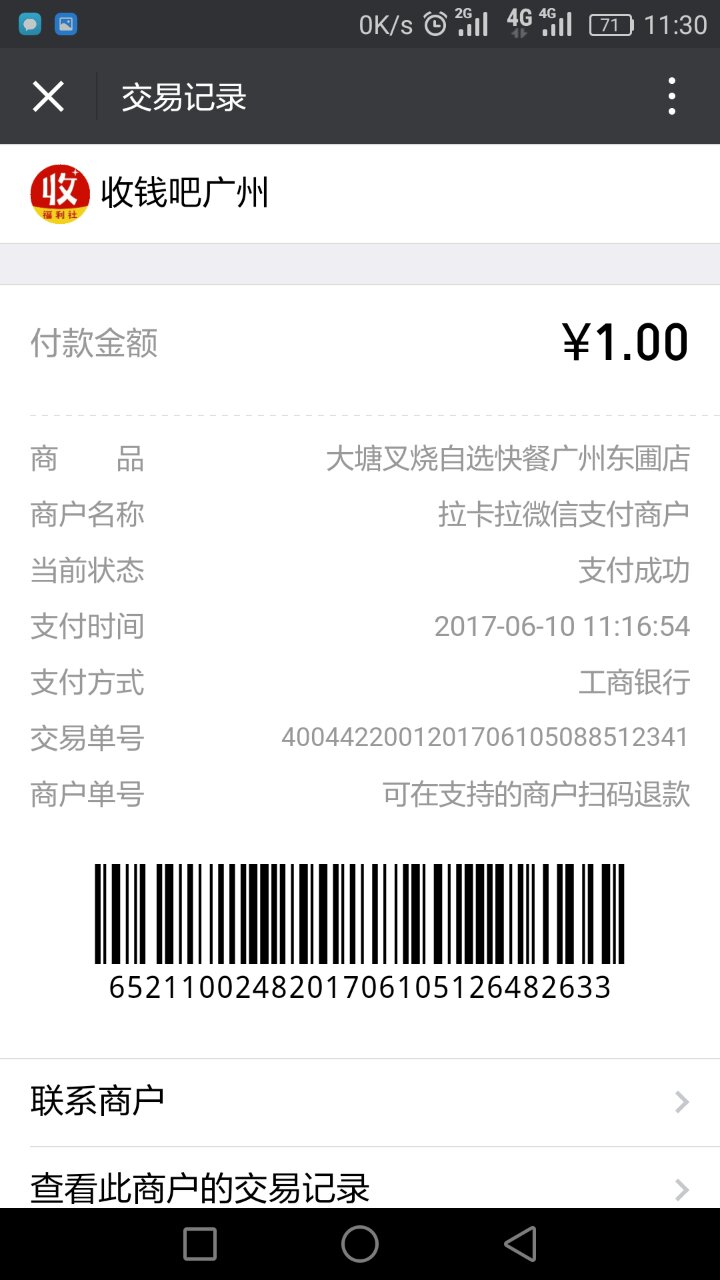 0K/s 2G 4G 4G 71 11:30
交易记录
收
福利社
收钱吧广州
付款金额 ¥1.00
商 品 大塘叉烧自选快餐广州东圃店
商户名称 拉卡拉微信支付商户
当前状态 支付成功
支付时间 2017-06-10 11:16:54
支付方式 工商银行
交易单号 4004422001201706105088512341
商户单号 可在支持的商户扫码退款
65211002482017061051264826​33
联系商户
查看此商户的交易记录